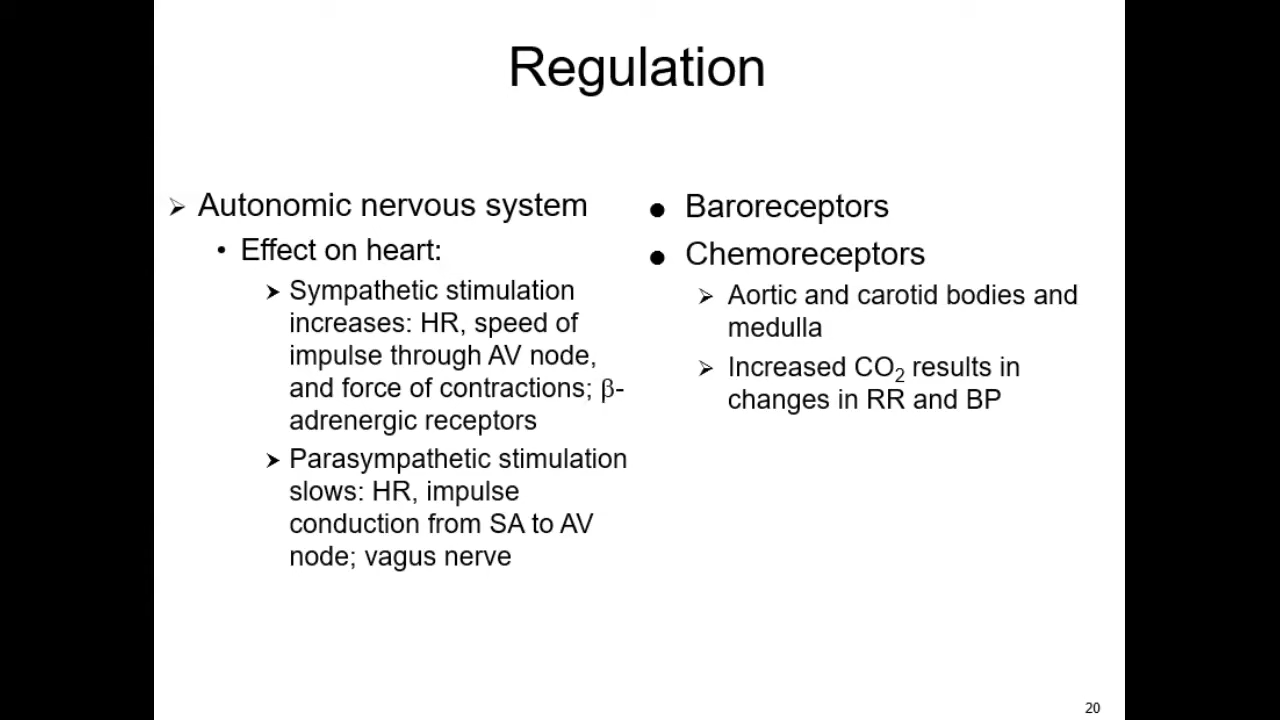 Regulation
➢ Autonomic nervous system
• Effect on heart:
➤ Sympathetic stimulation
increases: HR, speed of
impulse through AV node,
and force of contractions; β-
adrenergic receptors
➤ Parasympathetic stimulation
slows: HR, impulse
conduction from SA to AV
node; vagus nerve
● Baroreceptors
● Chemoreceptors
➢ Aortic and carotid bodies and
medulla
➢ Increased CO₂ results in
changes in RR and BP
20